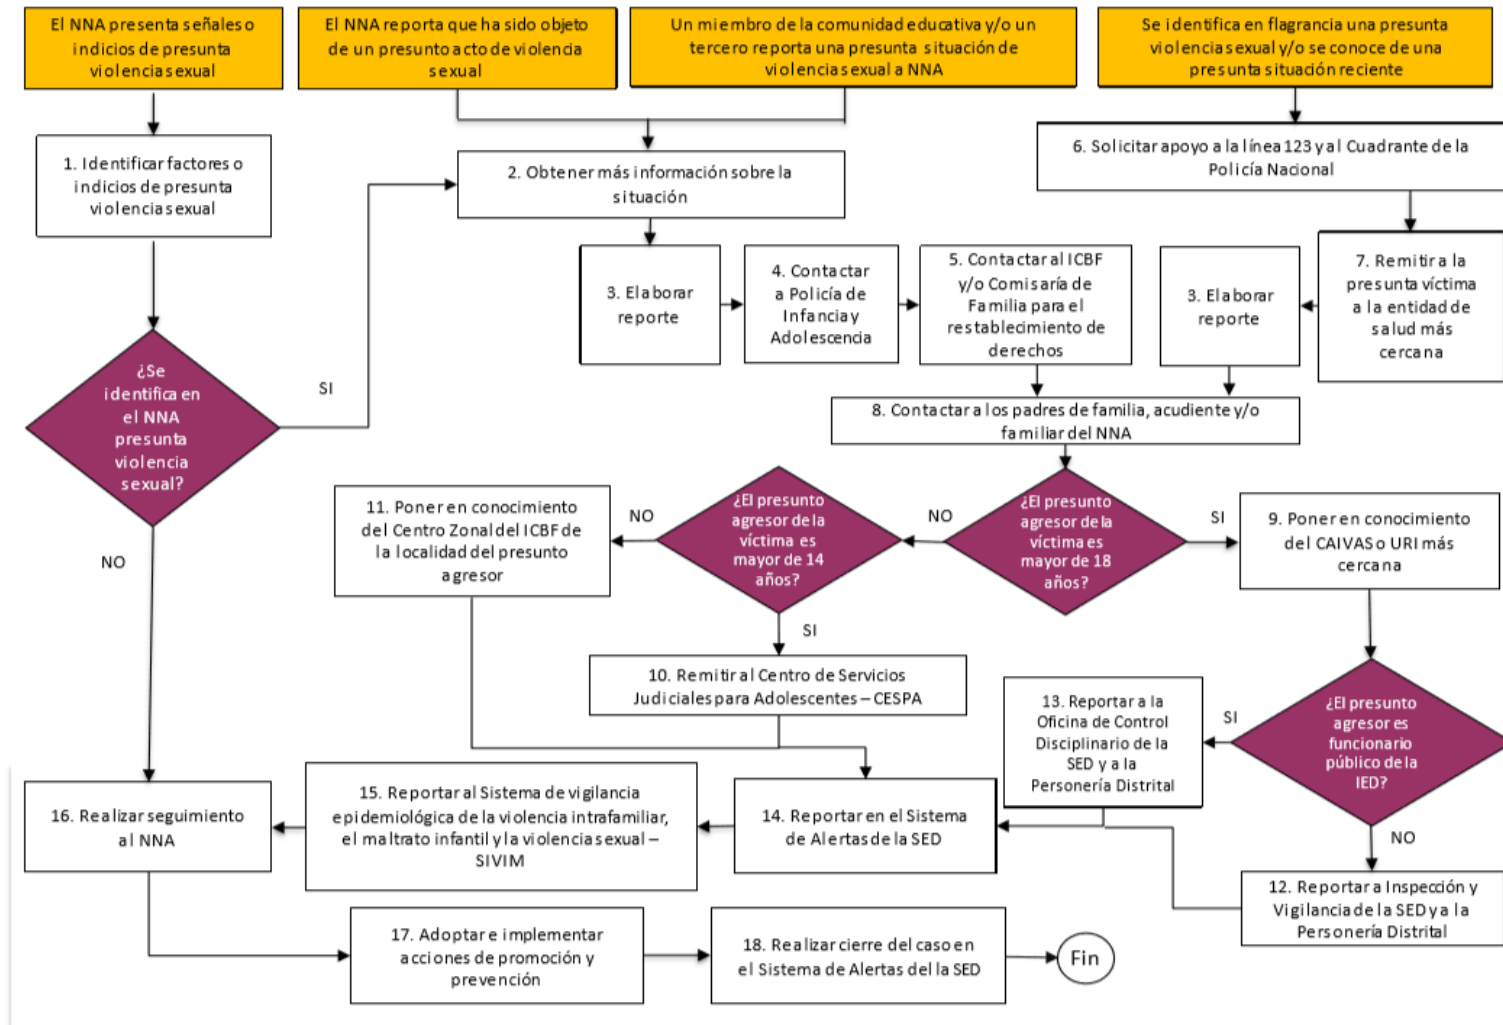 El NNA presenta señales o
indicios de presunta
violencia sexual
El NNA reporta que ha sido objeto
de un presunto acto de violencia
sexual
Un miembro de la comunidad educativa y/o un
tercero reporta una presunta situación de
violencia sexual a NNA
Se identifica en flagrancia una presunta
violencia sexual y/o se conoce de una
presunta situación reciente
1. Identificar factores o
indicios de presunta
violencia sexual
2. Obtener más información sobre la
situación
6. Solicitar apoyo a la línea 123 y al Cuadrante de la
Policía Nacional
3. Elaborar
reporte
4. Contactar
a Policía de
Infancia y
Adolescencia
5. Contactar al ICBF
y/o Comisaría de
Familia para el
restablecimiento de
derechos
3. Elaborar
reporte
7. Remitir a la
presunta víctima
a la entidad de
salud más
cercana
¿Se
identifica en
el NNA
presunta
violencia
sexual?
SI
NO
8. Contactar a los padres de familia, acudiente y/o
familiar del NNA
11. Poner en conocimiento
del Centro Zonal del ICBF de
la localidad del presunto
agresor
NO
¿El presunto
agresor de la
víctima es
mayor de 14
años?
NO
¿El presunto
agresor de la
víctima es
mayor de 18
años?
SI
9. Poner en conocimiento
del CAIVAS o URI más
cercana
SI
10. Remitir al Centro de Servicios
Judiciales para Adolescentes – CESPA
13. Reportar a la
Oficina de Control
Disciplinario de la
SED y a la
Personería Distrital
SI
¿El presunto
agresor es
funcionario
público de la
IED?
NO
16. Realizar seguimiento
al NNA
15. Reportar al Sistema de vigilancia
epidemiológica de la violencia intrafamiliar,
el maltrato infantil y la violencia sexual –
SIVIM
14. Reportar en el Sistema
de Alertas de la SED
12. Reportar a Inspección y
Vigilancia de la SED y a la
Personería Distrital
17. Adoptar e implementar
acciones de promoción y
prevención
18. Realizar cierre del caso en
el Sistema de Alertas del la SED
Fin